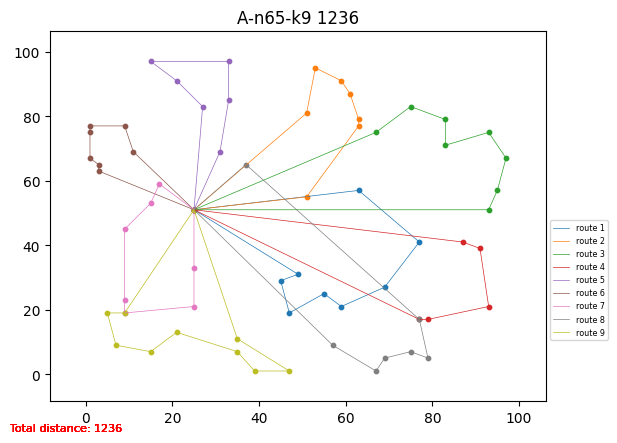 A-n65-k9 1236
100
80
60
40
20
0
0 20 40 60 80 100
route 1
route 2
route 3
route 4
route 5
route 6
route 7
route 8
route 9
Total distance: 1236